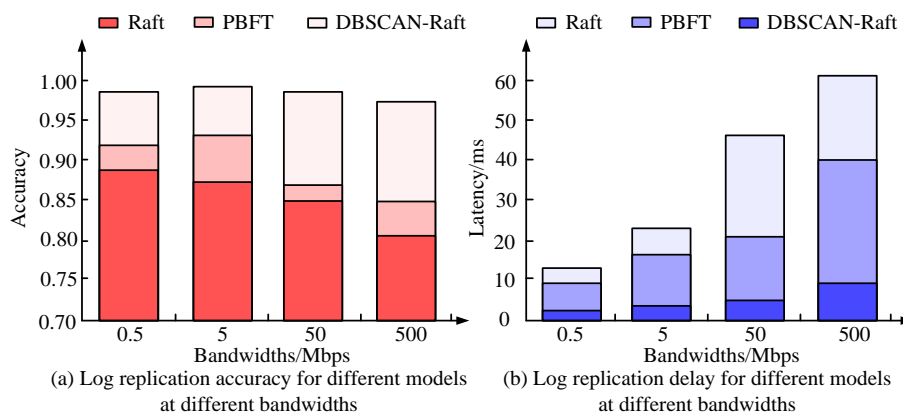 Raft PBFT DBSCAN-Raft
Accuracy
1.00
0.95
0.90
0.85
0.80
0.75
0.70
0.5 5 50 500
Bandwidths/Mbps
(a) Log replication accuracy for different models
at different bandwidths
Raft PBFT DBSCAN-Raft
Latency/ms
60
50
40
30
20
10
0
0.5 5 50 500
Bandwidths/Mbps
(b) Log replication delay for different models
at different bandwidths